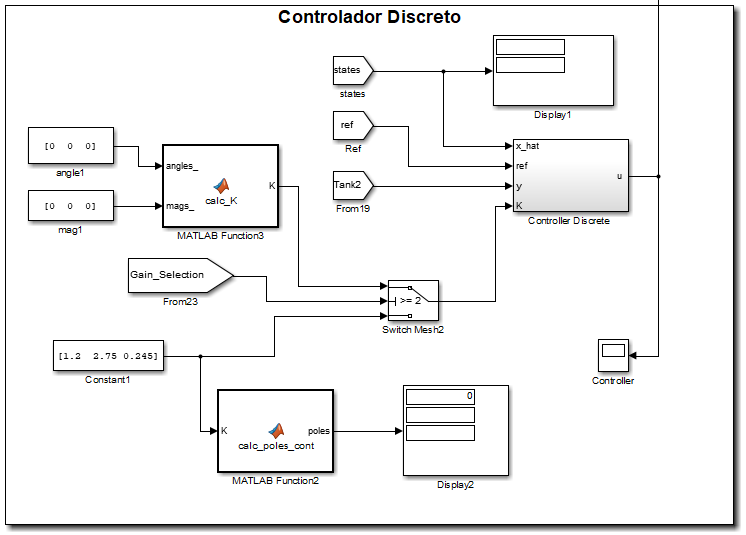 Controlador Discreto
states
states
Display1
ref
Ref
Tank2
From19
x_hat
ref
y
K
u
Controller Discrete
[0 0 0]
angle1
[0 0 0]
mag1
angles_
mags_
K
calc_K
MATLAB Function3
Gain_Selection
From23
>= 2
Switch Mesh2
[1.2 2.75 0.245]
Constant1
K
poles
calc_poles_cont
MATLAB Function2
0
Display2
Controller